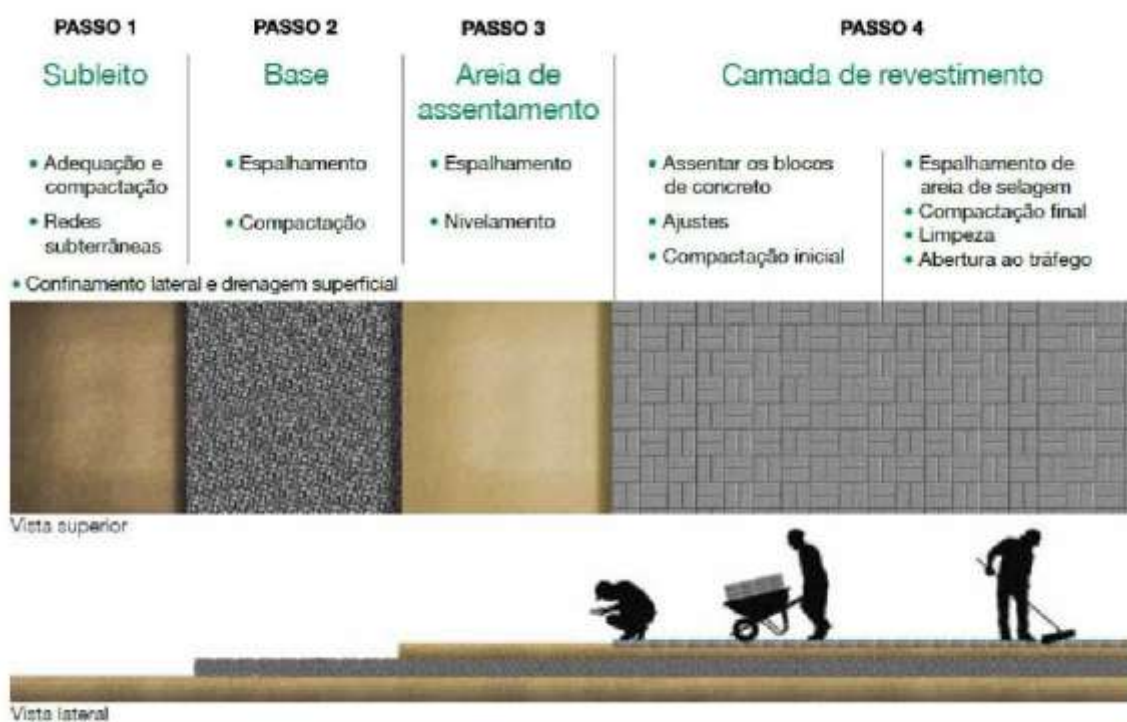 PASSO 1
Subleito
• Adequação e
compactação
• Redes
subterrâneas
PASSO 2
Base
• Espalhamento
• Compactação
PASSO 3
Areia de
assentamento
• Espalhamento
• Nivelamento
PASSO 4
Camada de revestimento
• Assentar os blocos
de concreto
• Ajustes
• Compactação inicial
• Espalhamento de
areia de selagem
• Compactação final
• Limpeza
• Abertura ao tráfego
• Confinamento lateral e drenagem superficial
Vista superior
Vista lateral